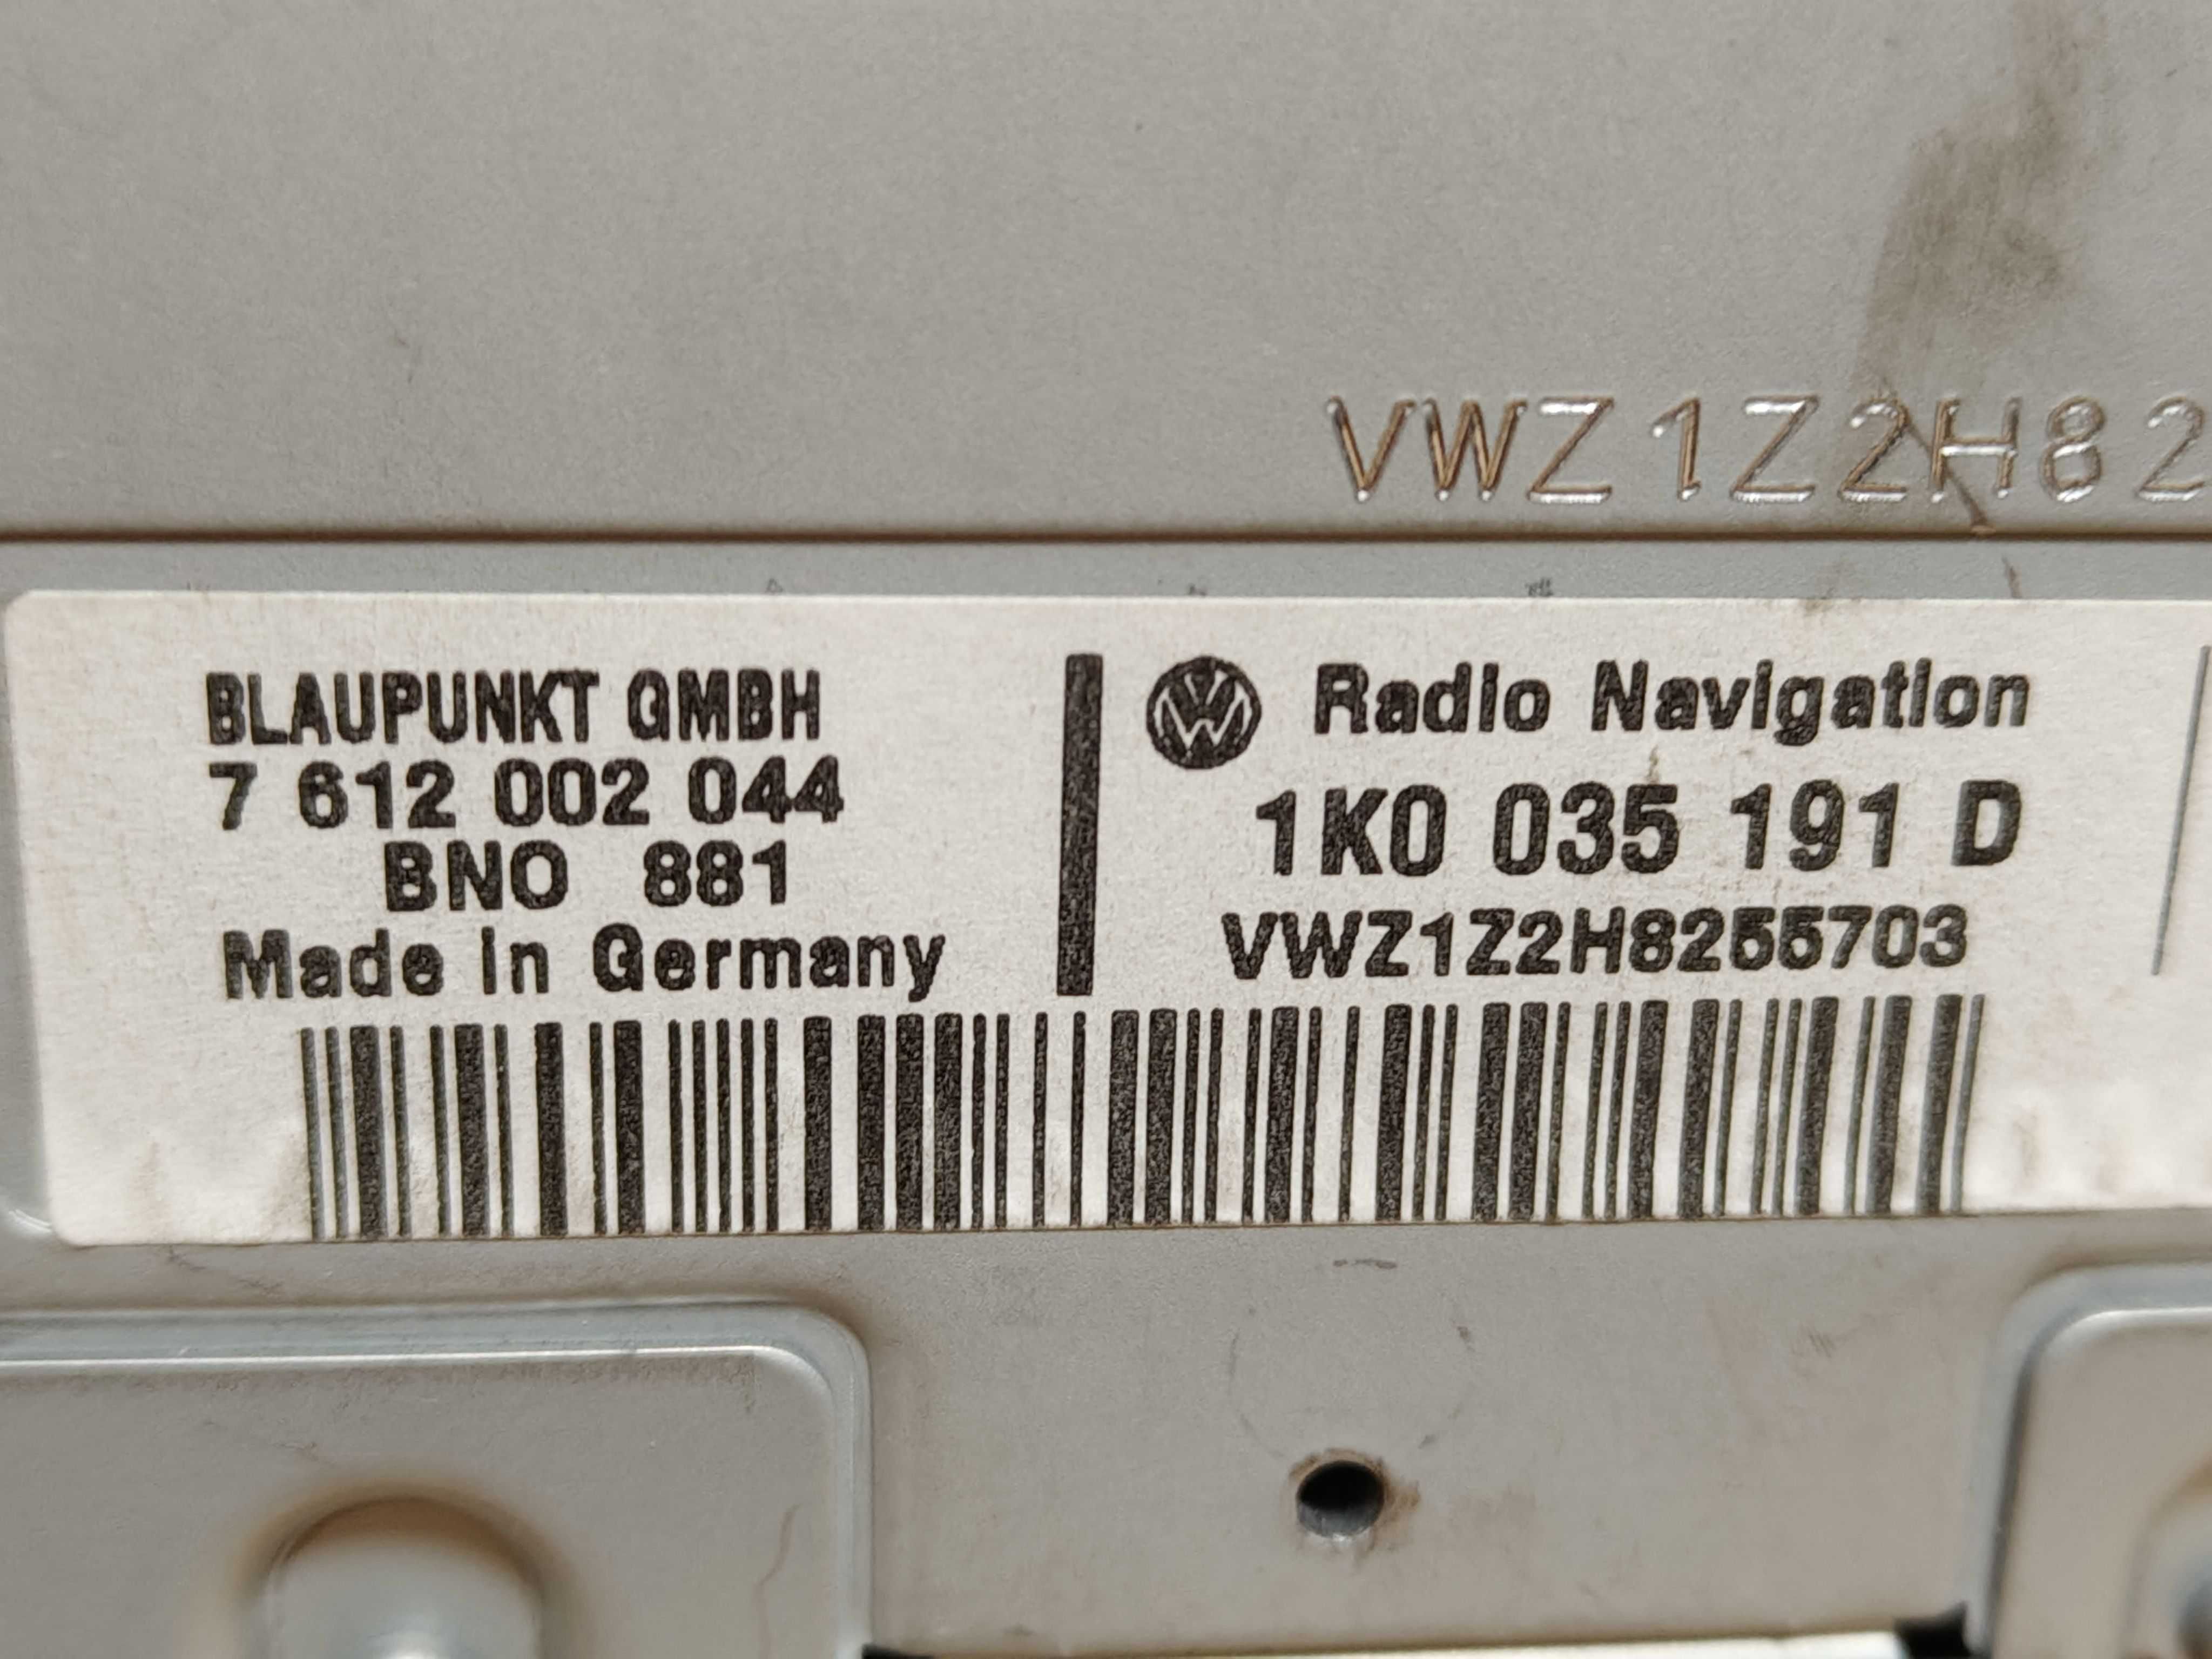 VWZ1Z2H82
BLAUPUNKT GMBH
7 612 002 044
BNO 881
Made in Germany
Radio Navigation
1K0 035 191 D
VWZ1Z2H8255703